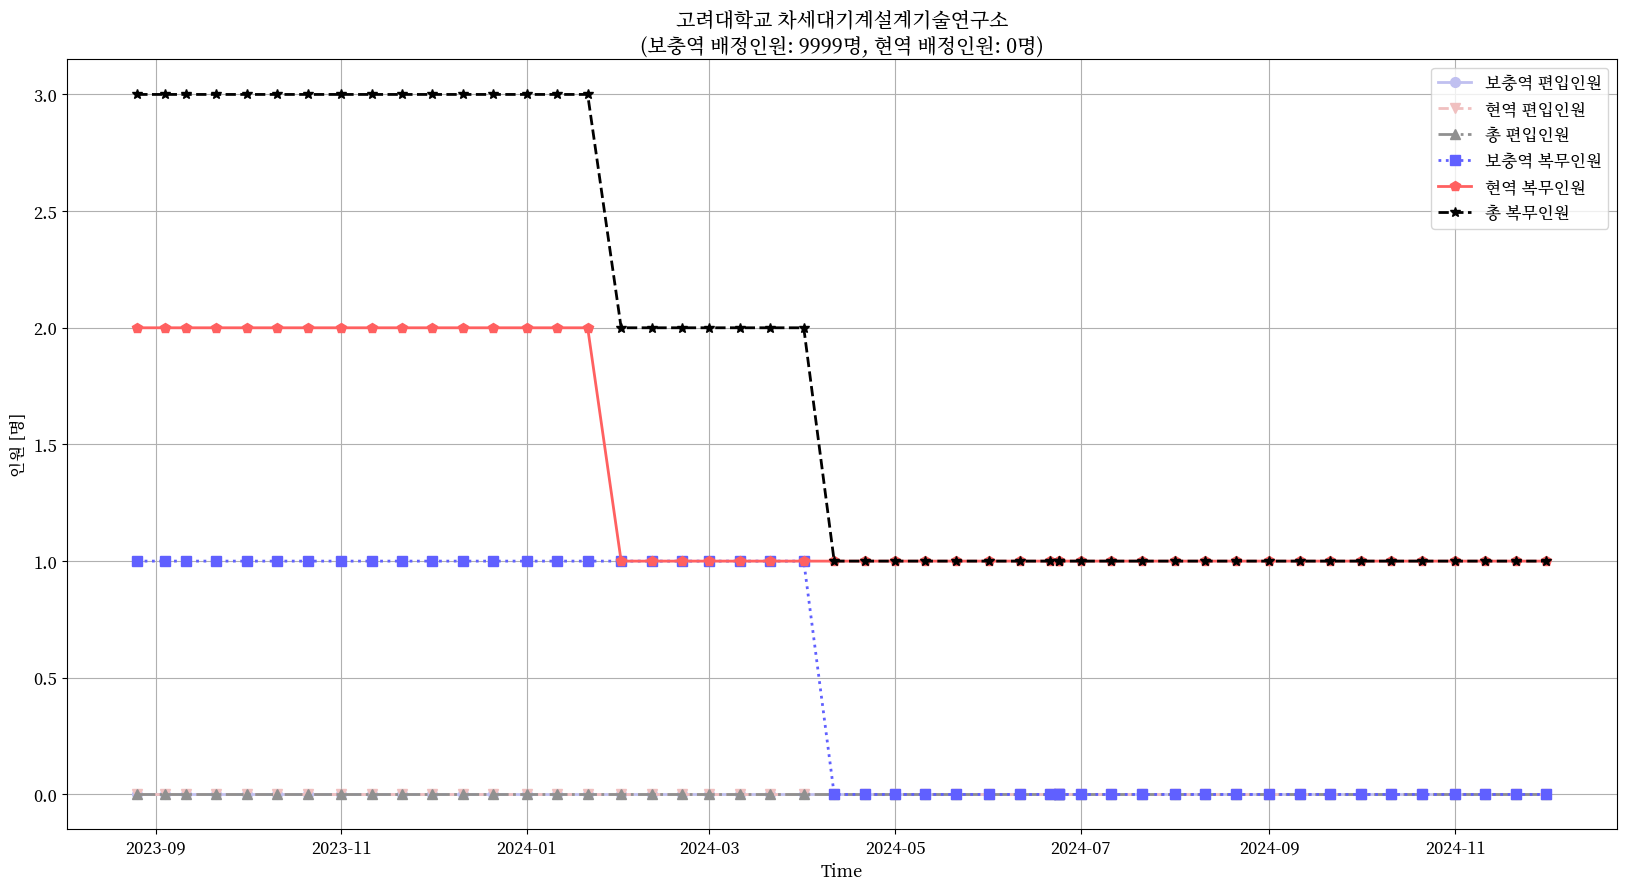 고려대학교 차세대기계설계기술연구소
(보충역 배정인원: 9999명, 현역 배정인원: 0명)
보충역 편입인원
현역 편입인원
총 편입인원
보충역 복무인원
현역 복무인원
총 복무인원
3.0
2.5
2.0
1.5
1.0
0.5
0.0
인원 [명]
2023-09 2023-11 2024-01 2024-03 2024-05 2024-07 2024-09 2024-11
Time